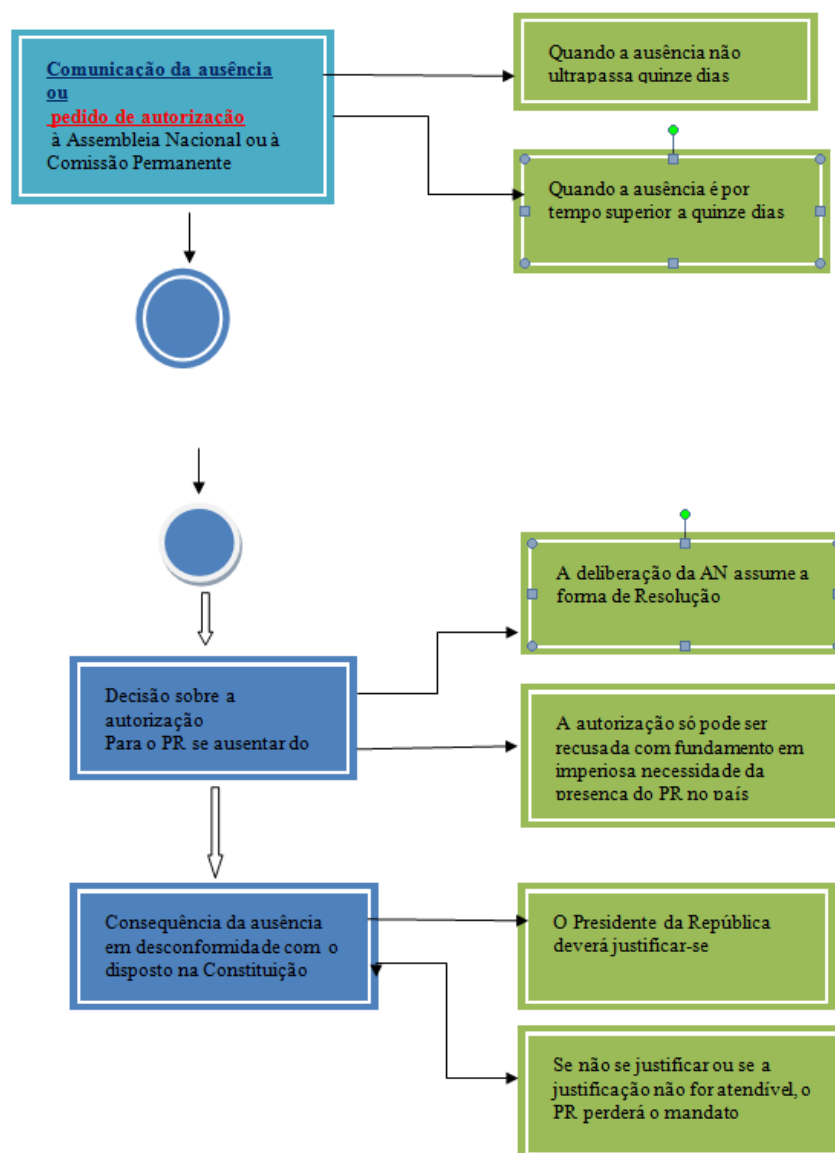 Comunicação da ausência
ou
pedido de autorização
à Assembleia Nacional ou à
Comissão Permanente
Quando a ausência não
ultrapassa quinze dias
Quando a ausência é por
tempo superior a quinze dias
A deliberação da AN assume a
forma de Resolução
Decisão sobre a
autorização
Para o PR se ausentar do
A autorização só pode ser
recusada com fundamento em
imperiosa necessidade da
presença do PR no país
Consequência da ausência
em desconformidade com o
disposto na Constituição
O Presidente da República
deverá justificar-se
Se não se justificar ou se a
justificação não for atendível, o
PR perderá o mandato